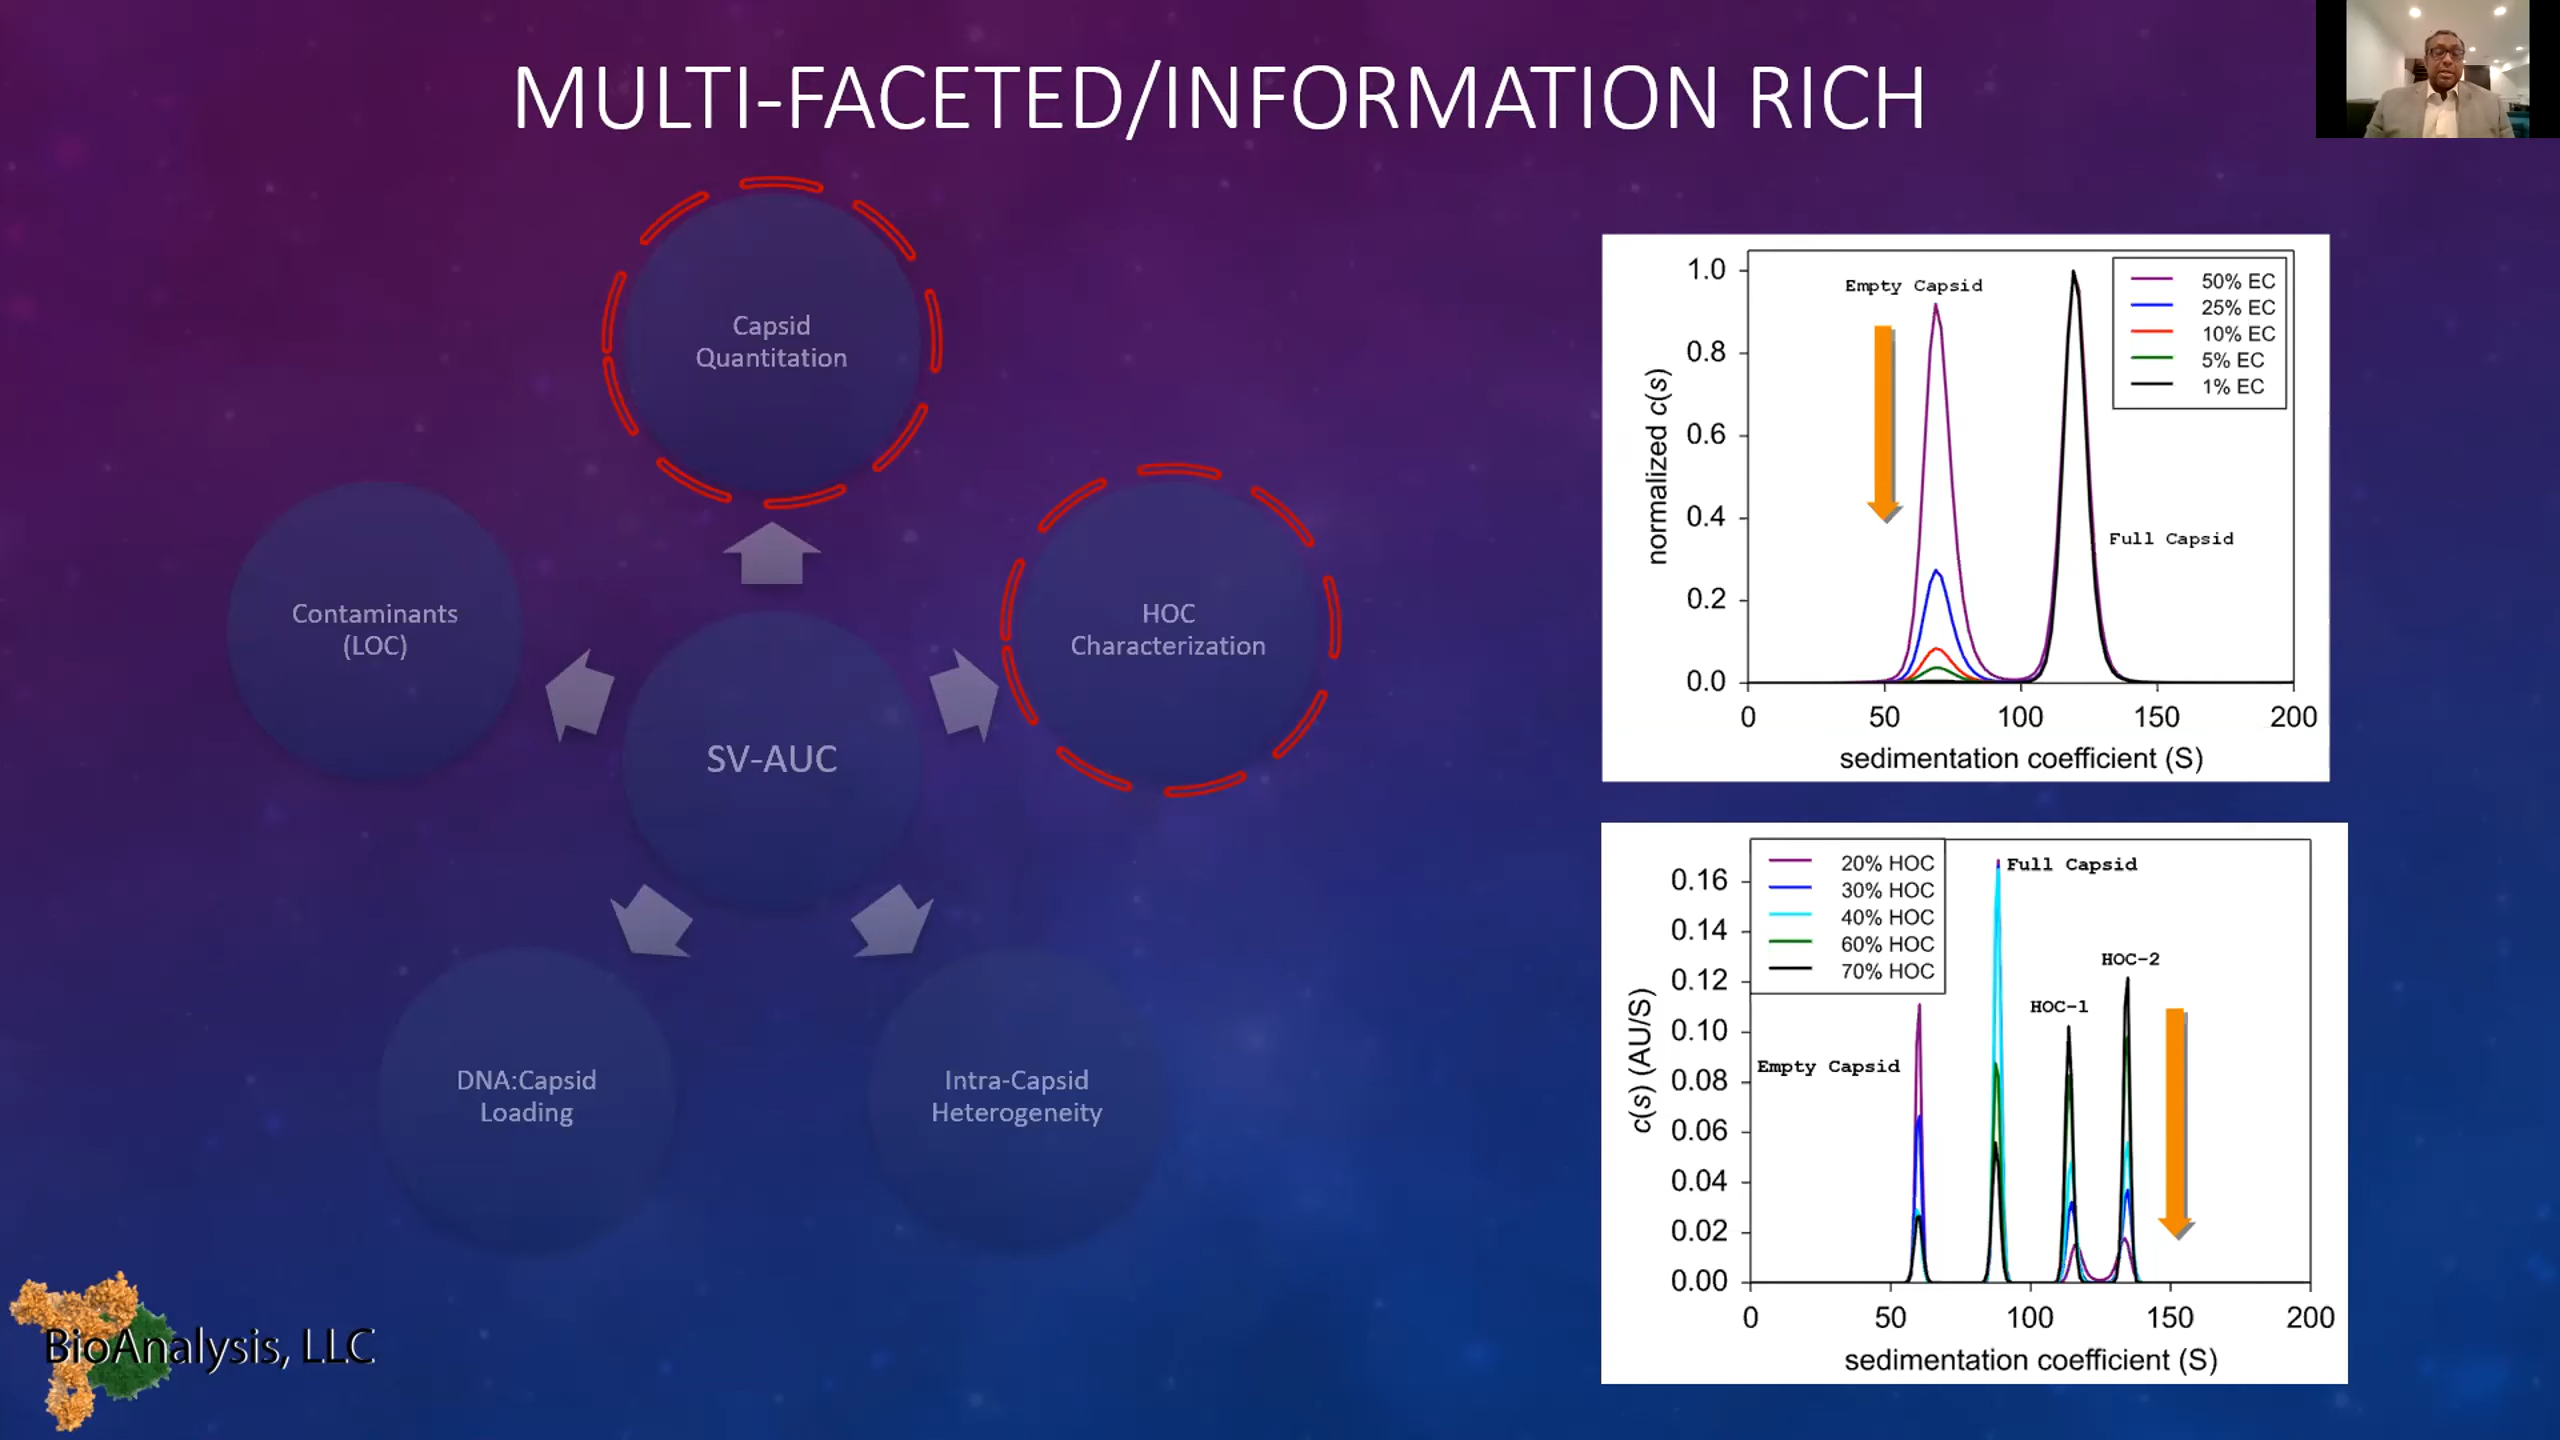 MULTI-FACETED/INFORMATION RICH
Capsid
Quantitation
Contaminants
(LOC)
HOC
Characterization
SV-AUC
DNA:Capsid
Loading
Intra-Capsid
Heterogeneity
BioAnalysis, LLC
normalized c(s)
1.0
0.8
0.6
0.4
0.2
0.0
Empty Capsid
Full Capsid
50% EC
25% EC
10% EC
5% EC
1% EC
0
50
100
150
200
sedimentation coefficient (S)
c(s) (AU/S)
0.16
0.14
0.12
0.10
0.08
0.06
0.04
0.02
0.00
20% HOC
30% HOC
40% HOC
60% HOC
70% HOC
Full Capsid
HOC-2
HOC-1
Empty Capsid
0
50
100
150
200
sedimentation coefficient (S)